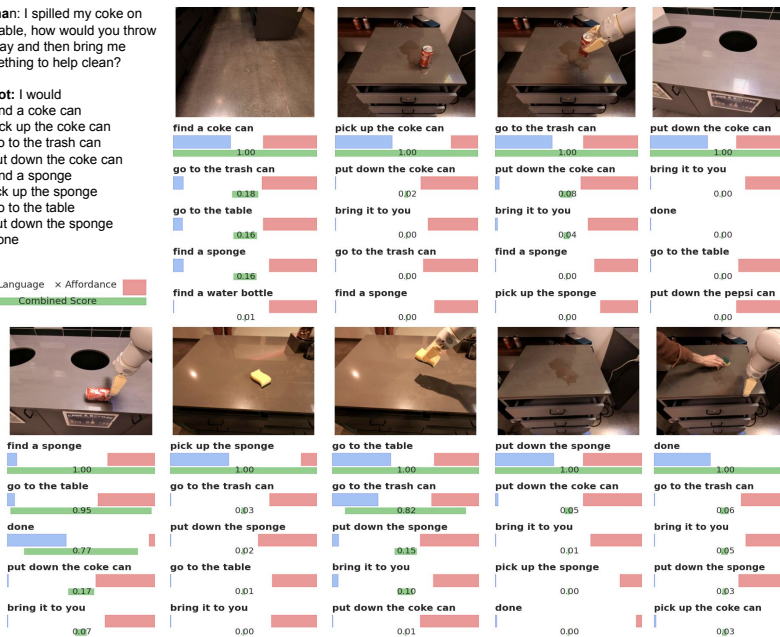 an: I spilled my coke on
able, how would you throw
ay and then bring me
ething to help clean?
ot: I would
nd a coke can
ck up the coke can
o to the trash can
ut down the coke can
nd a sponge
ck up the sponge
o to the table
ut down the sponge
one
Language × Affordance
Combined Score
find a coke can
1.00
go to the trash can
0.18
go to the table
0.16
find a sponge
0.16
find a water bottle
0.01
pick up the coke can
1.00
put down the coke can
0.02
bring it to you
0.00
go to the trash can
0.00
find a sponge
0.00
go to the trash can
1.00
put down the coke can
0.08
bring it to you
0.04
find a sponge
0.00
pick up the sponge
0.00
put down the coke can
1.00
bring it to you
0.00
done
0.00
go to the table
0.00
put down the pepsi can
0.00
find a sponge
1.00
go to the table
0.95
done
0.77
put down the coke can
0.17
bring it to you
0.07
pick up the sponge
1.00
go to the trash can
0.03
put down the sponge
0.02
go to the table
0.01
bring it to you
0.00
go to the table
1.00
go to the trash can
0.82
put down the sponge
0.15
bring it to you
0.10
put down the coke can
0.01
put down the sponge
1.00
put down the coke can
0.05
bring it to you
0.01
pick up the sponge
0.00
done
0.00
done
1.00
go to the trash can
0.06
bring it to you
0.05
put down the sponge
0.03
pick up the coke can
0.03